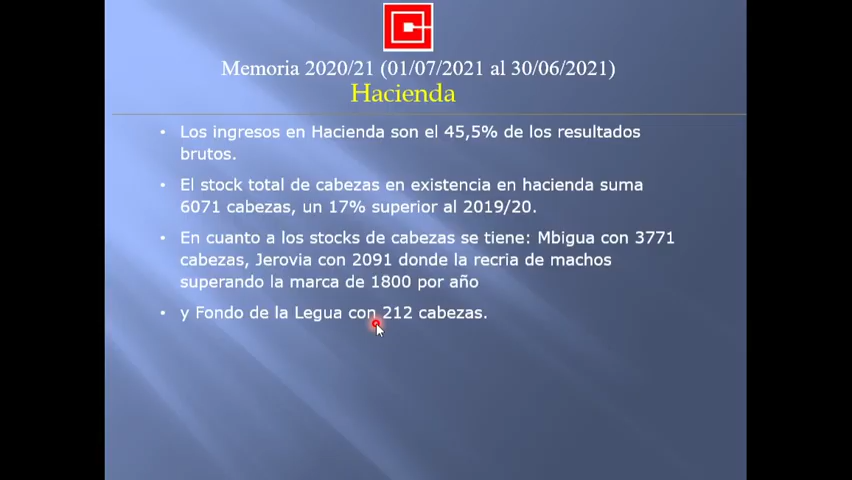 Memoria 2020/21 (01/07/2021 al 30/06/2021)
Hacienda
• Los ingresos en Hacienda son el 45,5% de los resultados
brutos.
• El stock total de cabezas en existencia en hacienda suma
6071 cabezas, un 17% superior al 2019/20.
• En cuanto a los stocks de cabezas se tiene: Mbigua con 3771
cabezas, Jerovia con 2091 donde la recria de machos
superando la marca de 1800 por año
• y Fondo de la Legua con 212 cabezas.